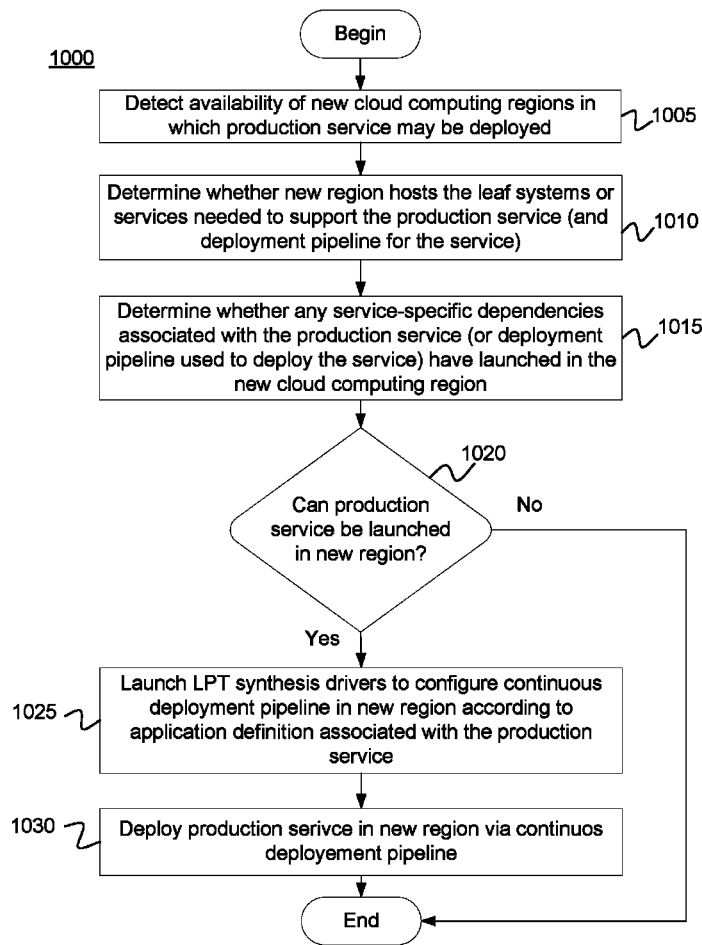 Begin
1000
Detect availability of new cloud computing regions in
which production service may be deployed
1005
Determine whether new region hosts the leaf systems or
services needed to support the production service (and
deployment pipeline for the service)
1010
Determine whether any service-specific dependencies
associated with the production service (or deployment
pipeline used to deploy the service) have launched in the
new cloud computing region
1015
1020
Can production
service be launched
in new region?
No
Yes
Launch LPT synthesis drivers to configure continuous
deployment pipeline in new region according to
application definition associated with the production
service
1025
1030
Deploy production serivce in new region via continuos
deployement pipeline
End